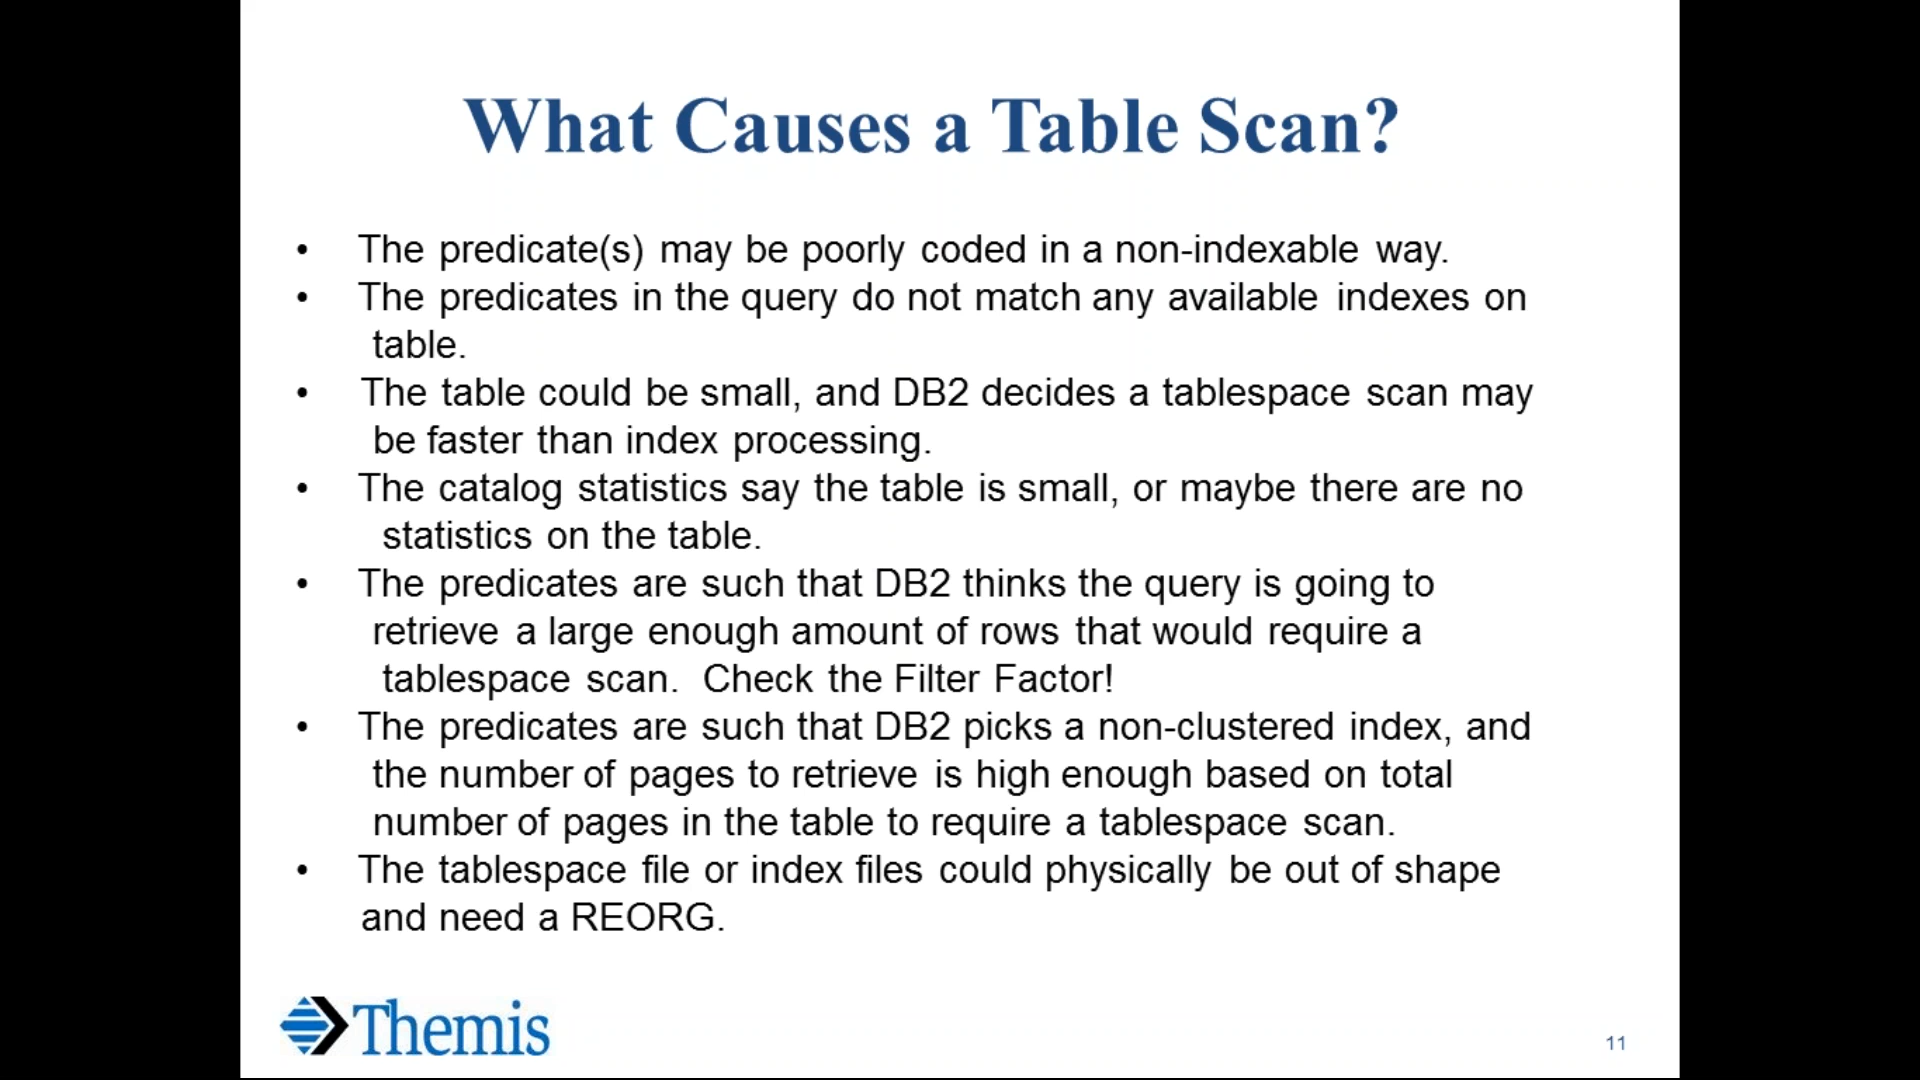 What Causes a Table Scan?
• The predicate(s) may be poorly coded in a non-indexable way.
• The predicates in the query do not match any available indexes on
table.
• The table could be small, and DB2 decides a tablespace scan may
be faster than index processing.
• The catalog statistics say the table is small, or maybe there are no
statistics on the table.
• The predicates are such that DB2 thinks the query is going to
retrieve a large enough amount of rows that would require a
tablespace scan. Check the Filter Factor!
• The predicates are such that DB2 picks a non-clustered index, and
the number of pages to retrieve is high enough based on total
number of pages in the table to require a tablespace scan.
• The tablespace file or index files could physically be out of shape
and need a REORG.
Themis
11